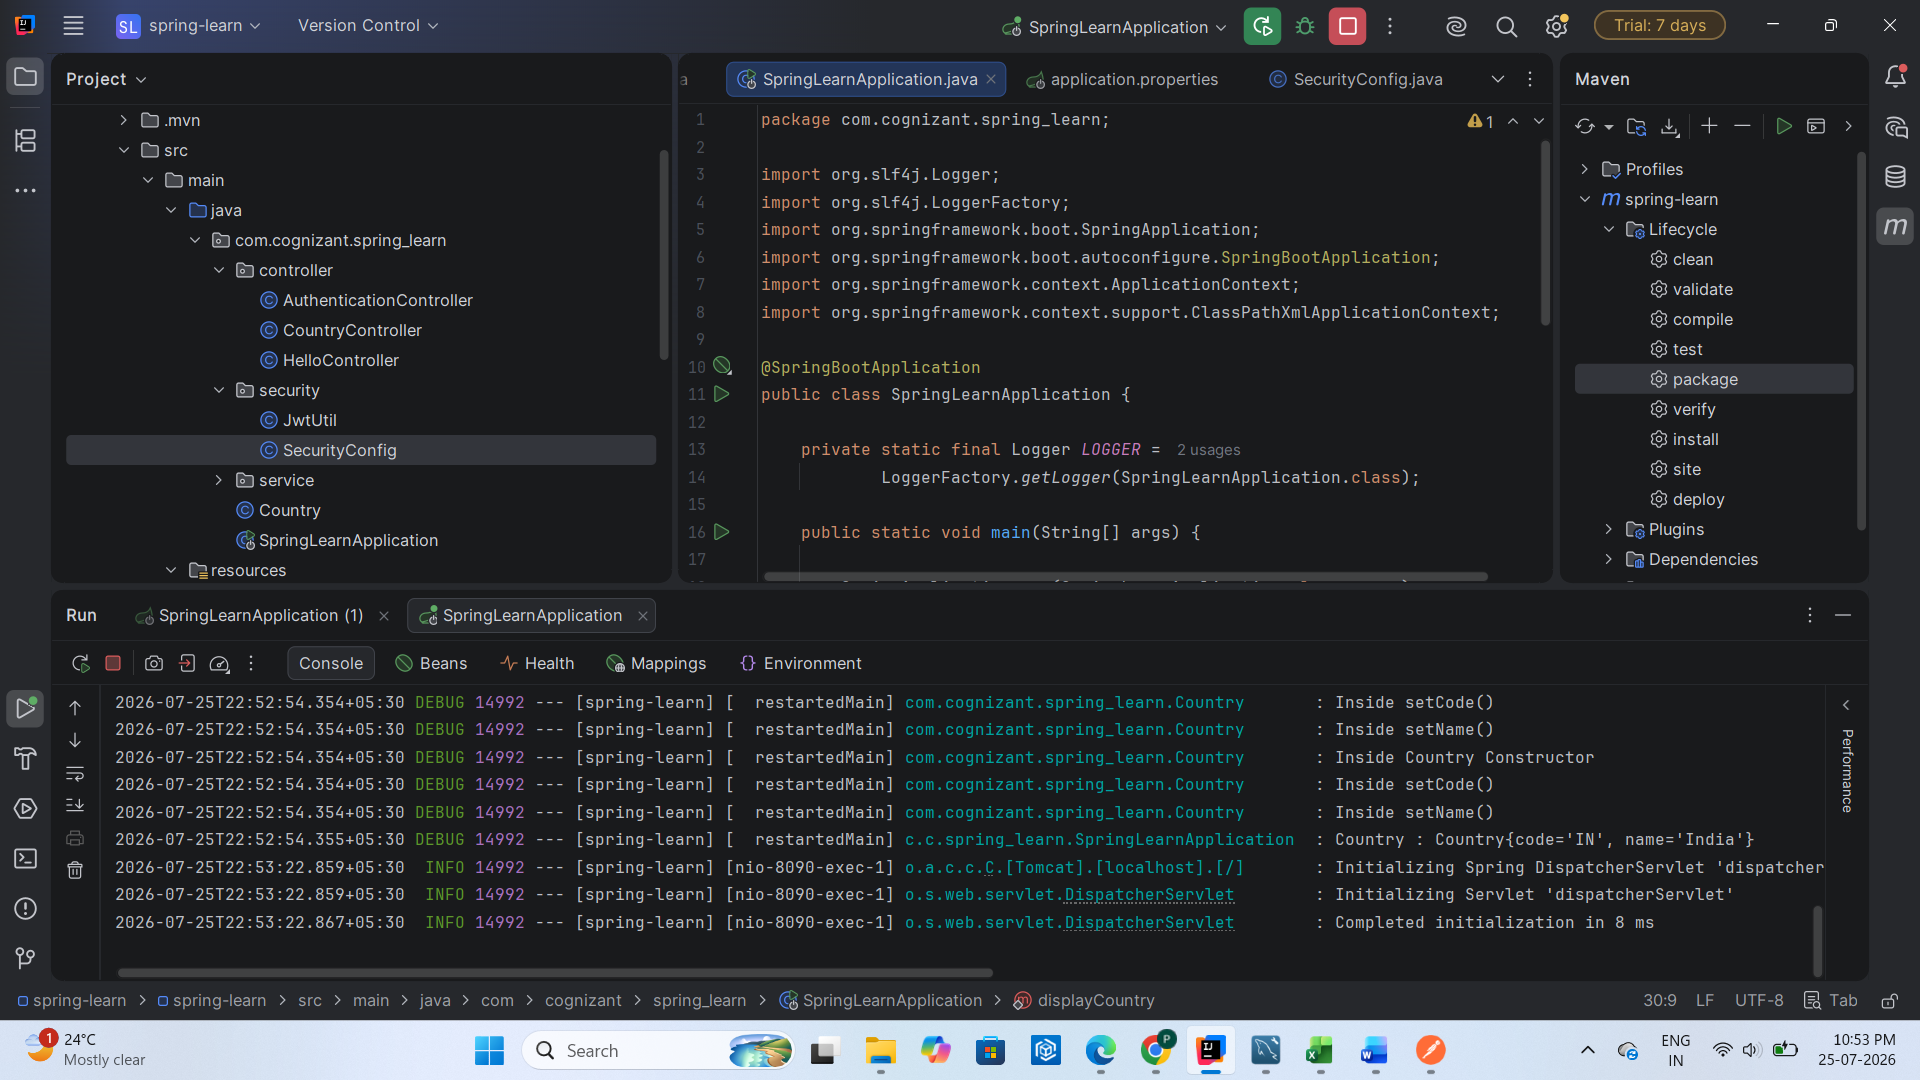 SL spring-learn
Version Control
SpringLearnApplication
Trial: 7 days
Project
.mvn
src
main
java
com.cognizant.spring_learn
controller
AuthenticationController
CountryController
HelloController
security
JwtUtil
SecurityConfig
service
Country
SpringLearnApplication
resources
a
SpringLearnApplication.java
application.properties
SecurityConfig.java
1 package com.cognizant.spring_learn;
1
2
3 import org.slf4j.Logger;
4 import org.slf4j.LoggerFactory;
5 import org.springframework.boot.SpringApplication;
6 import org.springframework.boot.autoconfigure.SpringBootApplication;
7 import org.springframework.context.ApplicationContext;
8 import org.springframework.context.support.ClassPathXmlApplicationContext;
9
10 @SpringBootApplication
11 public class SpringLearnApplication {
12
13 private static final Logger LOGGER = 2 usages
14 LoggerFactory.getLogger(SpringLearnApplication.class);
15
16 public static void main(String[] args) {
17
Maven
Profiles
m spring-learn
Lifecycle
clean
validate
compile
test
package
verify
install
site
deploy
Plugins
Dependencies
m
Run
SpringLearnApplication (1)
SpringLearnApplication
Console
Beans
Health
Mappings
Environment
2026-07-25T22:52:54.354+05:30 DEBUG 14992 --- [spring-learn] [  restartedMain] com.cognizant.spring_learn.Country : Inside setCode()
2026-07-25T22:52:54.354+05:30 DEBUG 14992 --- [spring-learn] [  restartedMain] com.cognizant.spring_learn.Country : Inside setName()
2026-07-25T22:52:54.354+05:30 DEBUG 14992 --- [spring-learn] [  restartedMain] com.cognizant.spring_learn.Country : Inside Country Constructor
2026-07-25T22:52:54.354+05:30 DEBUG 14992 --- [spring-learn] [  restartedMain] com.cognizant.spring_learn.Country : Inside setCode()
2026-07-25T22:52:54.354+05:30 DEBUG 14992 --- [spring-learn] [  restartedMain] com.cognizant.spring_learn.Country : Inside setName()
2026-07-25T22:52:54.355+05:30 DEBUG 14992 --- [spring-learn] [  restartedMain] c.c.spring_learn.SpringLearnApplication : Country : Country{code='IN', name='India'}
2026-07-25T22:53:22.859+05:30 INFO 14992 --- [spring-learn] [nio-8090-exec-1] o.a.c.c.C.[Tomcat].[localhost].[/] : Initializing Spring DispatcherServlet 'dispatcher
2026-07-25T22:53:22.859+05:30 INFO 14992 --- [spring-learn] [nio-8090-exec-1] o.s.web.servlet.DispatcherServlet : Initializing Servlet 'dispatcherServlet'
2026-07-25T22:53:22.867+05:30 INFO 14992 --- [spring-learn] [nio-8090-exec-1] o.s.web.servlet.DispatcherServlet : Completed initialization in 8 ms
Performance
spring-learn > spring-learn > src > main > java > com > cognizant > spring_learn > SpringLearnApplication > displayCountry
30:9 LF UTF-8 Tab
1
24°C
Mostly clear
Search
P
ENG
IN
10:53 PM
25-07-2026